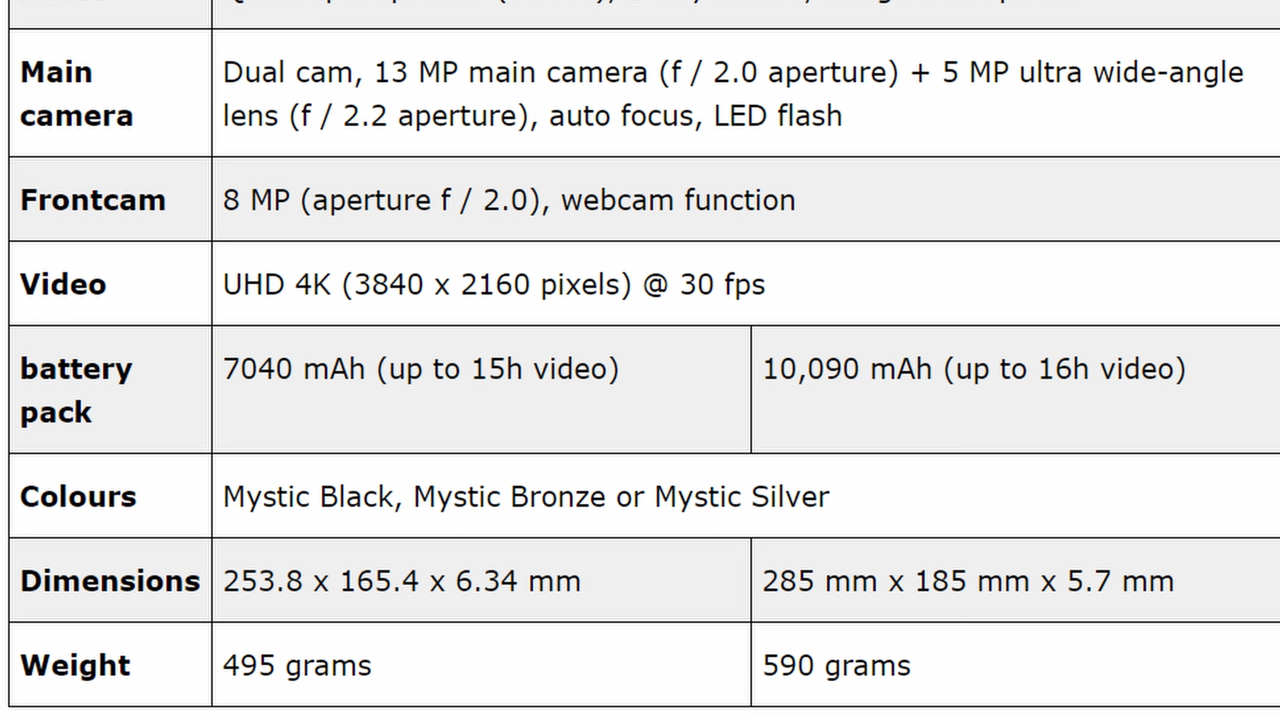 Main camera
Dual cam, 13 MP main camera (f / 2.0 aperture) + 5 MP ultra wide-angle
lens (f / 2.2 aperture), auto focus, LED flash
Frontcam
8 MP (aperture f / 2.0), webcam function
Video
UHD 4K (3840 x 2160 pixels) @ 30 fps
battery
pack
7040 mAh (up to 15h video)
10,090 mAh (up to 16h video)
Colours
Mystic Black, Mystic Bronze or Mystic Silver
Dimensions
253.8 x 165.4 x 6.34 mm
285 mm x 185 mm x 5.7 mm
Weight
495 grams
590 grams